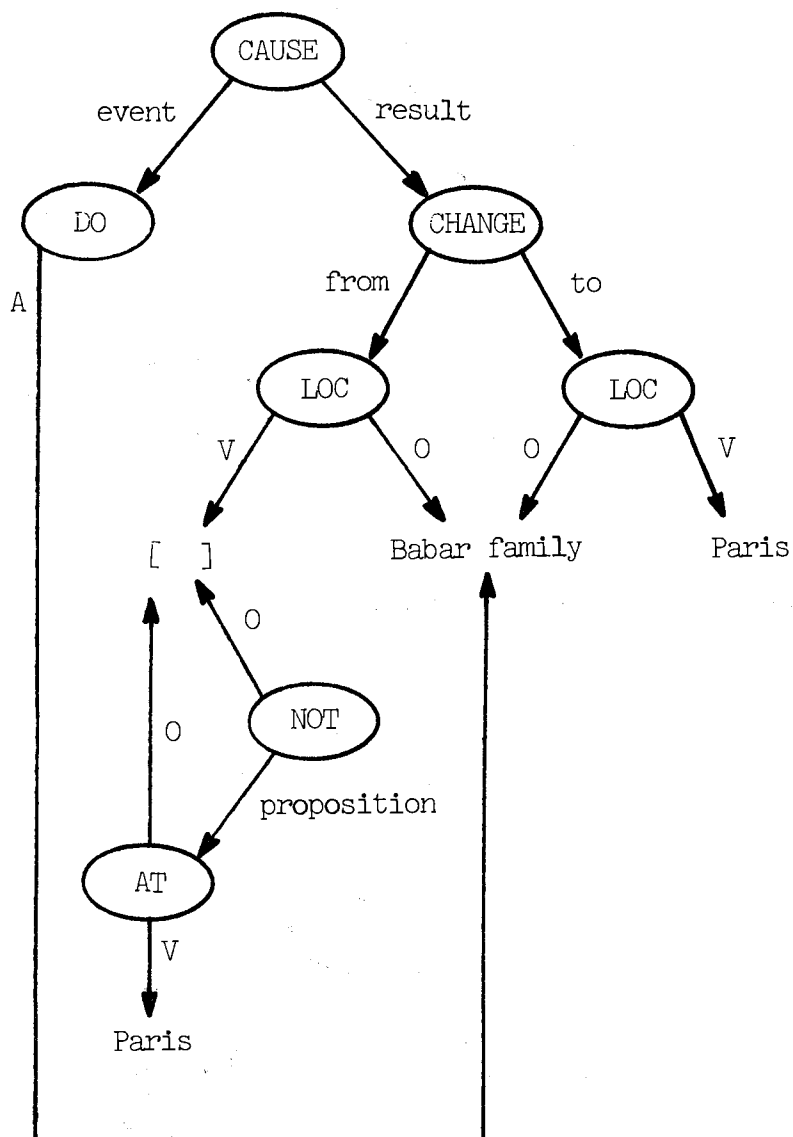 CAUSE
event
result
DO
CHANGE
A
from
to
LOC
LOC
V
O
O
V
[ ]
Babar family
Paris
O
NOT
O
proposition
AT
V
Paris